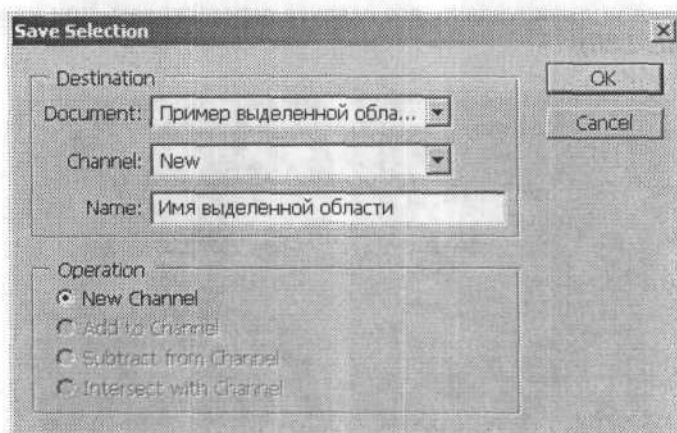 Save Selection
Destination
OK
Document: Пример выделенной обла...
Cancel
Channel: New
Name: Имя выделенной области
Operation
New Channel
Add to Channel
Subtract from Channel
Intersect with Channel